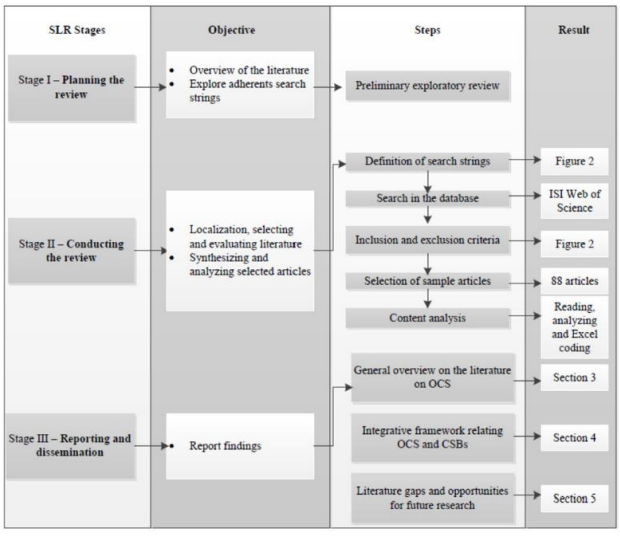 SLR Stages
Objective
Steps
Result
Stage I – Planning the
review
• Overview of the literature
• Explore adherents search
strings
Preliminary exploratory review
Stage II – Conducting
the review
• Localization, selecting
and evaluating literature
• Synthesizing and
analyzing selected articles
Definition of search strings
Figure 2
Search in the database
ISI Web of
Science
Inclusion and exclusion criteria
Figure 2
Selection of sample articles
88 articles
Content analysis
Reading,
analyzing
and Excel
coding
Stage III – Reporting and
dissemination
• Report findings
General overview on the literature
on OCS
Section 3
Integrative framework relating
OCS and CSBs
Section 4
Literature gaps and opportunities
for future research
Section 5